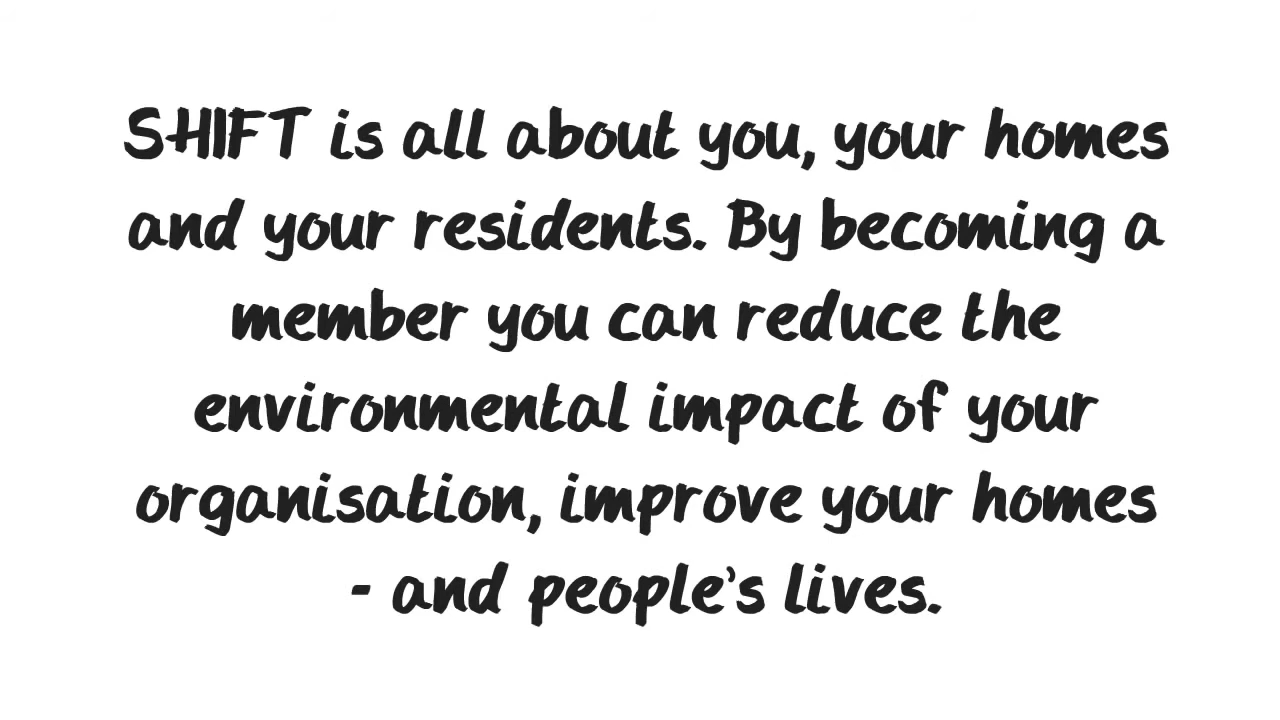 SHIFT is all about you, your homes
and your residents. By becoming a
member you can reduce the
environmental impact of your
organisation, improve your homes
- and people's lives.